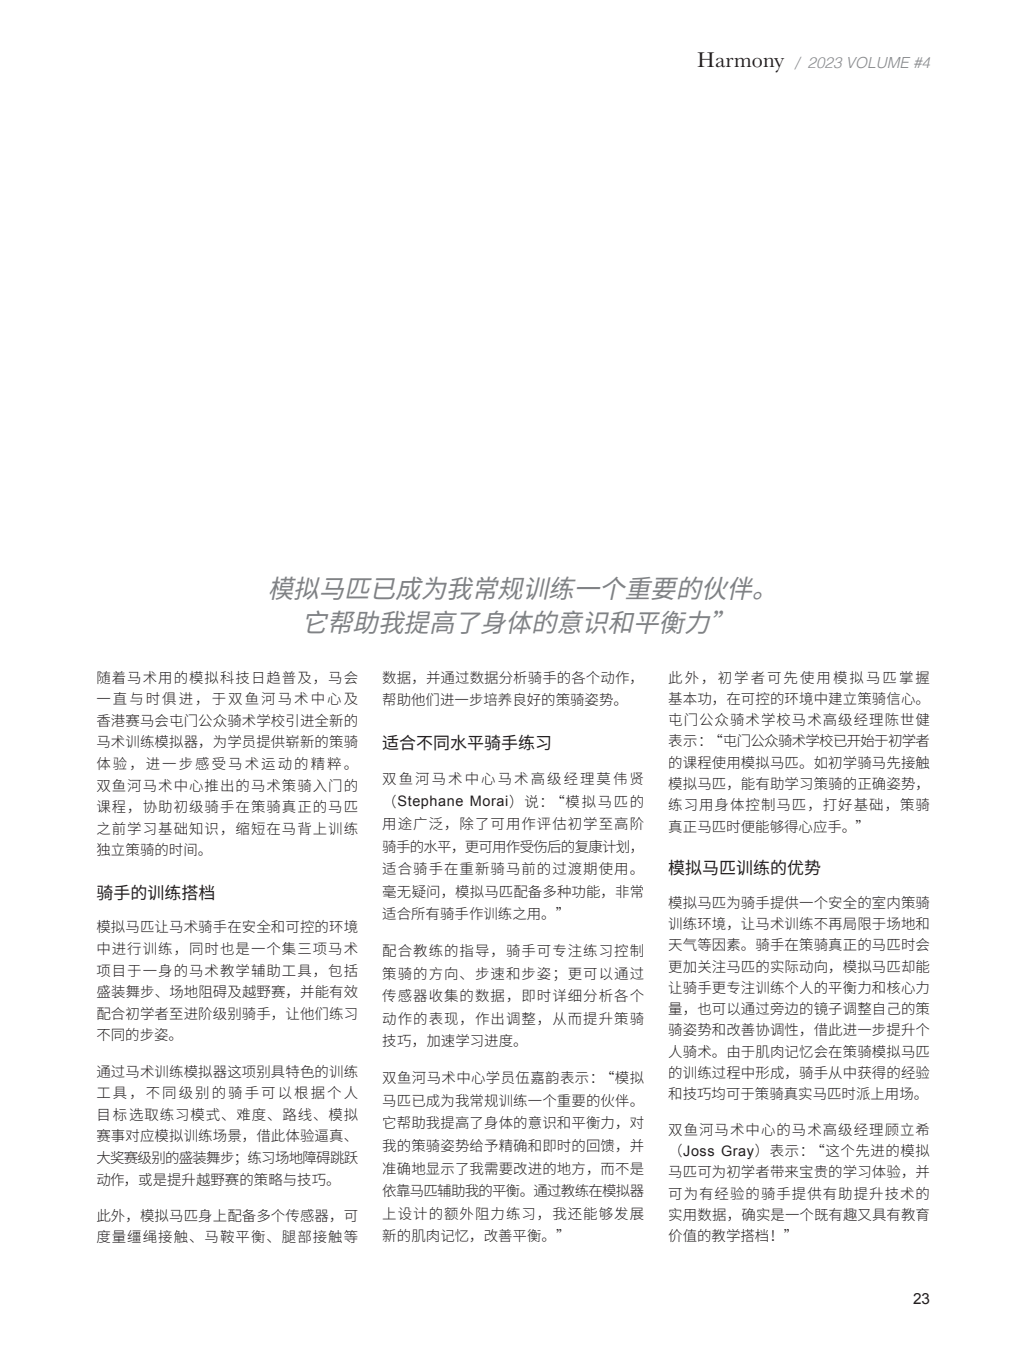 Harmony / 2023 VOLUME #4
模拟马匹已成为我常规训练一个重要的伙伴。
它帮助我提高了身体的意识和平衡力”
随着马术用的模拟科技日趋普及，马会
一直与时俱进，于双鱼河马术中心及
香港赛马会屯门公众骑术学校引进全新的
马术训练模拟器，为学员提供崭新的策骑
体验，进一步感受马术运动的精粹。
双鱼河马术中心推出的马术策骑入门的
课程，协助初级骑手在策骑真正的马匹
之前学习基础知识，缩短在马背上训练
独立策骑的时间。
骑手的训练搭档
模拟马匹让马术骑手在安全和可控的环境
中进行训练，同时也是一个集三项马术
项目于一身的马术教学辅助工具，包括
盛装舞步、场地阻碍及越野赛，并能有效
配合初学者至进阶级别骑手，让他们练习
不同的步姿。
通过马术训练模拟器这项别具特色的训练
工具，不同级别的骑手可以根据个人
目标选取练习模式、难度、路线、模拟
赛事对应模拟训练场景，借此体验逼真、
大奖赛级别的盛装舞步；练习场地障碍跳跃
动作，或是提升越野赛的策略与技巧。
此外，模拟马匹身上配备多个传感器，可
度量缰绳接触、马鞍平衡、腿部接触等
数据，并通过数据分析骑手的各个动作，
帮助他们进一步培养良好的策骑姿势。
适合不同水平骑手练习
双鱼河马术中心马术高级经理莫伟贤
（Stephane Morai）说：“模拟马匹的
用途广泛，除了可用作评估初学至高阶
骑手的水平，更可用作受伤后的复康计划，
适合骑手在重新骑马前的过渡期使用。
毫无疑问，模拟马匹配备多种功能，非常
适合所有骑手作训练之用。”
配合教练的指导，骑手可专注练习控制
策骑的方向、步速和步姿；更可以通过
传感器收集的数据，即时详细分析各个
动作的表现，作出调整，从而提升策骑
技巧，加速学习进度。
双鱼河马术中心学员伍嘉韵表示：“模拟
马匹已成为我常规训练一个重要的伙伴。
它帮助我提高了身体的意识和平衡力，对
我的策骑姿势给予精确和即时的回馈，并
准确地显示了我需要改进的地方，而不是
依靠马匹辅助我的平衡。通过教练在模拟器
上设计的额外阻力练习，我还能够发展
新的肌肉记忆，改善平衡。”
此外，初学者可先使用模拟马匹掌握
基本功，在可控的环境中建立策骑信心。
屯门公众骑术学校马术高级经理陈世健
表示：“屯门公众骑术学校已开始于初学者
的课程使用模拟马匹。如初学骑马先接触
模拟马匹，能有助学习策骑的正确姿势，
练习用身体控制马匹，打好基础，策骑
真正马匹时便能够得心应手。”
模拟马匹训练的优势
模拟马匹为骑手提供一个安全的室内策骑
训练环境，让马术训练不再局限于场地和
天气等因素。骑手在策骑真正的马匹时会
更加关注马匹的实际动向，模拟马匹却能
让骑手更专注训练个人的平衡力和核心力
量，也可以通过旁边的镜子调整自己的策
骑姿势和改善协调性，借此进一步提升个
人骑术。由于肌肉记忆会在策骑模拟马匹
的训练过程中形成，骑手从中获得的经验
和技巧均可于策骑真实马匹时派上用场。
双鱼河马术中心的马术高级经理顾立希
（Joss Gray）表示：“这个先进的模拟
马匹可为初学者带来宝贵的学习体验，并
可为有经验的骑手提供有助提升技术的
实用数据，确实是一个既有趣又具有教育
价值的教学搭档！”
23